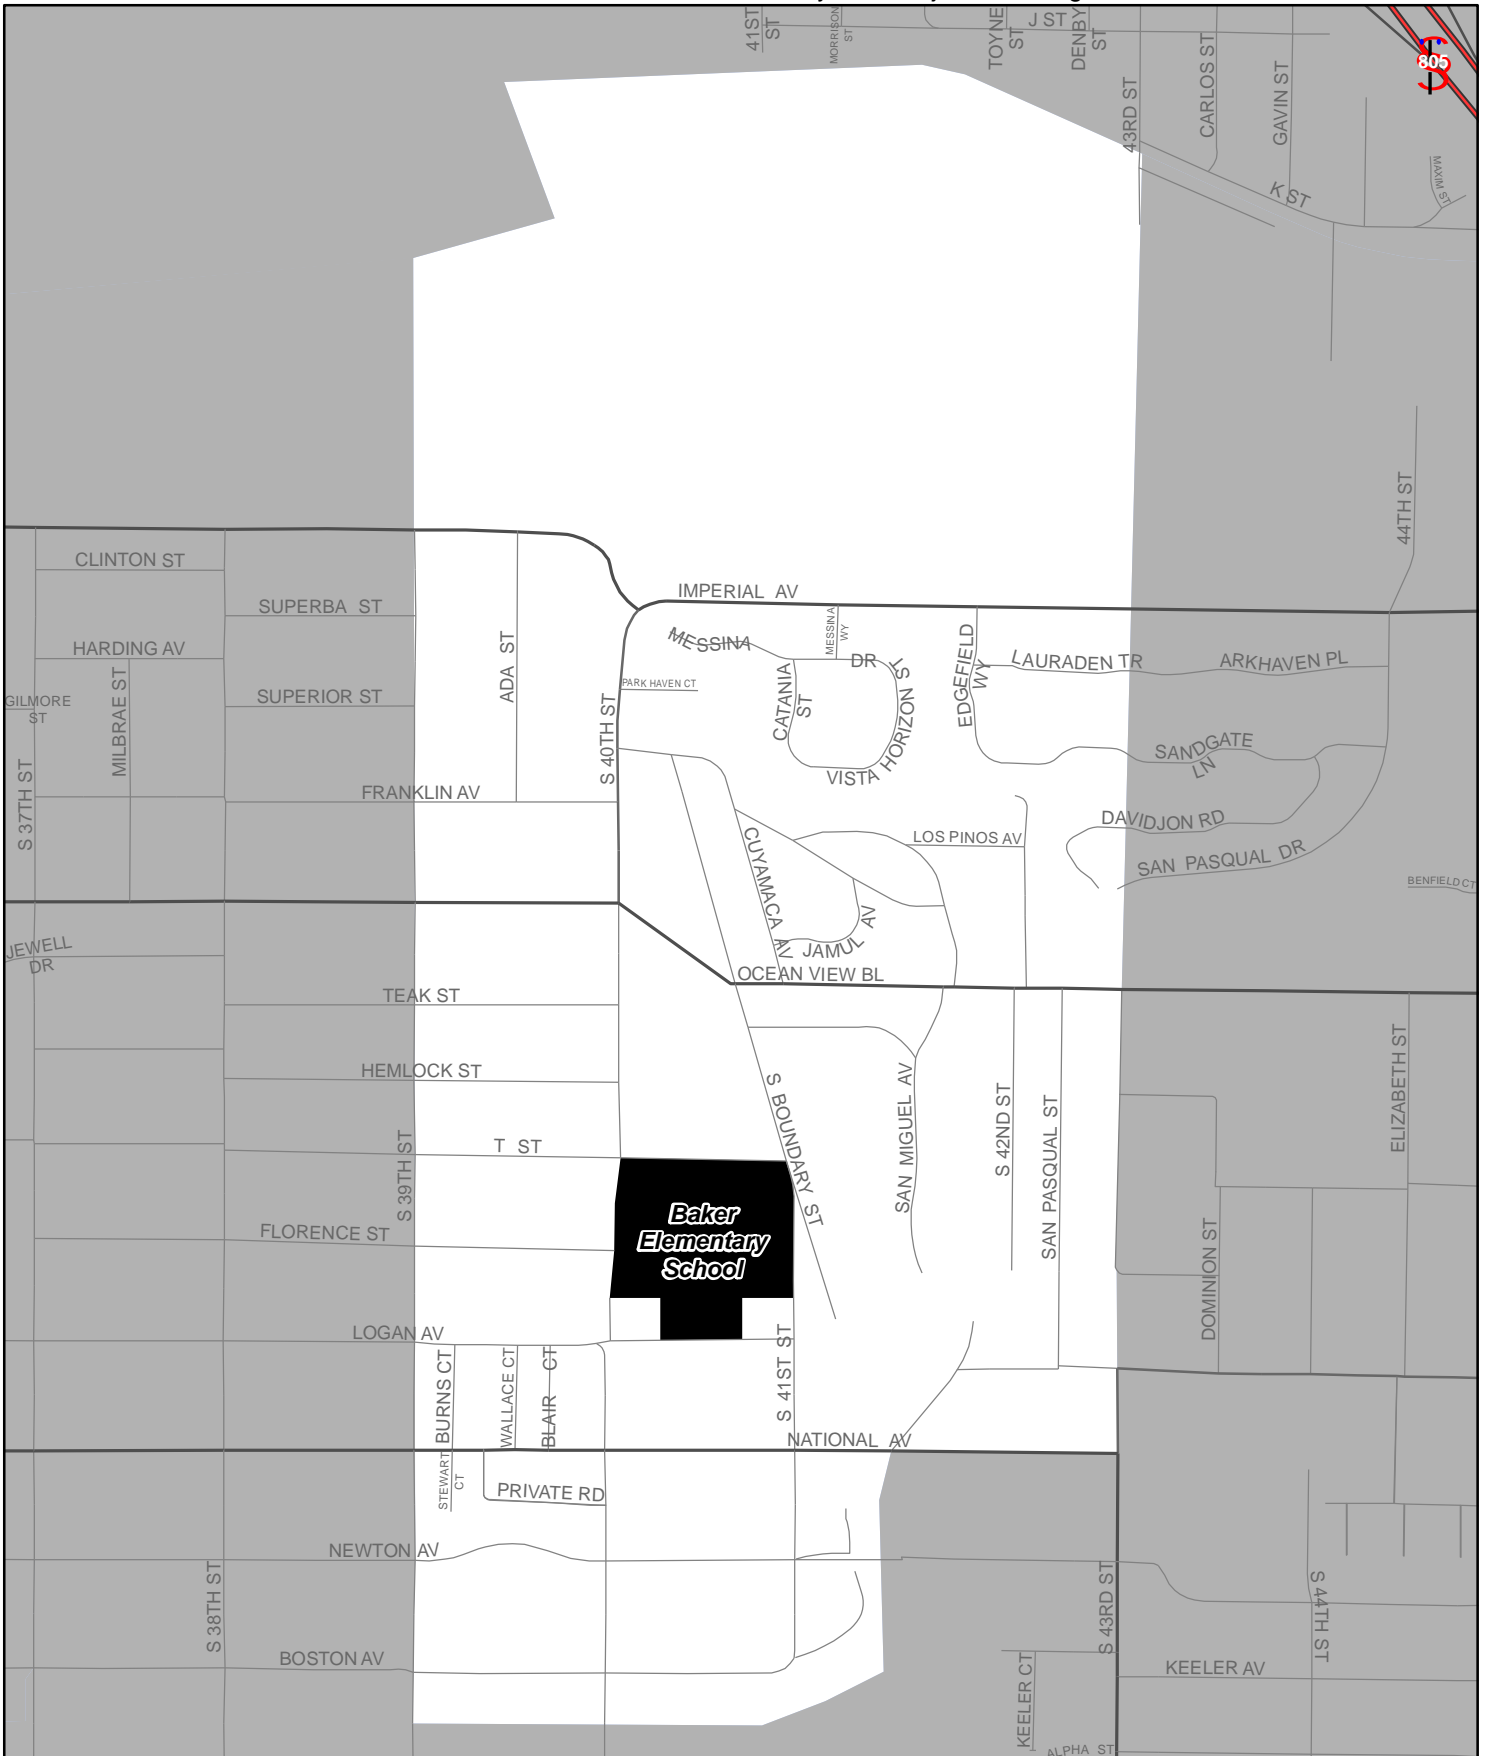 41ST
ST
MORRISON
ST
TOYNE
ST
J ST
DENBY
ST
805
43RD ST
CARLOS ST
GAVIN ST
K ST
MAXIM ST
44TH ST
CLINTON ST
SUPERBA ST
IMPERIAL AV
HARDING AV
MESSINA
MESSINA
WY
DR
EDGEFIELD
WY
LAURADEN TR
ARKHAVEN PL
ADA ST
PARK HAVEN CT
CATANIA
ST
VISTA HORIZON ST
GILMORE
ST
MILBRAE ST
SUPERIOR ST
S 40TH ST
SANDGATE
LN
S 37TH ST
FRANKLIN AV
CUYAMACA AV
LOS PINOS AV
DAVIDJON RD
SAN PASQUAL DR
BENFIELD CT
JEWELL
DR
JAMUL AV
OCEAN VIEW BL
TEAK ST
HEMLOCK ST
S BOUNDARY ST
SAN MIGUEL AV
S 42ND ST
SAN PASQUAL ST
ELIZABETH ST
S 39TH ST
T ST
Baker
Elementary
School
FLORENCE ST
DOMINION ST
LOGAN AV
BURNS CT
WALLACE CT
BLAIR CT
S 41ST ST
NATIONAL AV
STEWART
CT
PRIVATE RD
NEWTON AV
S 38TH ST
S 43RD ST
S 44TH ST
BOSTON AV
KEELER CT
KEELER AV
ALPHA ST